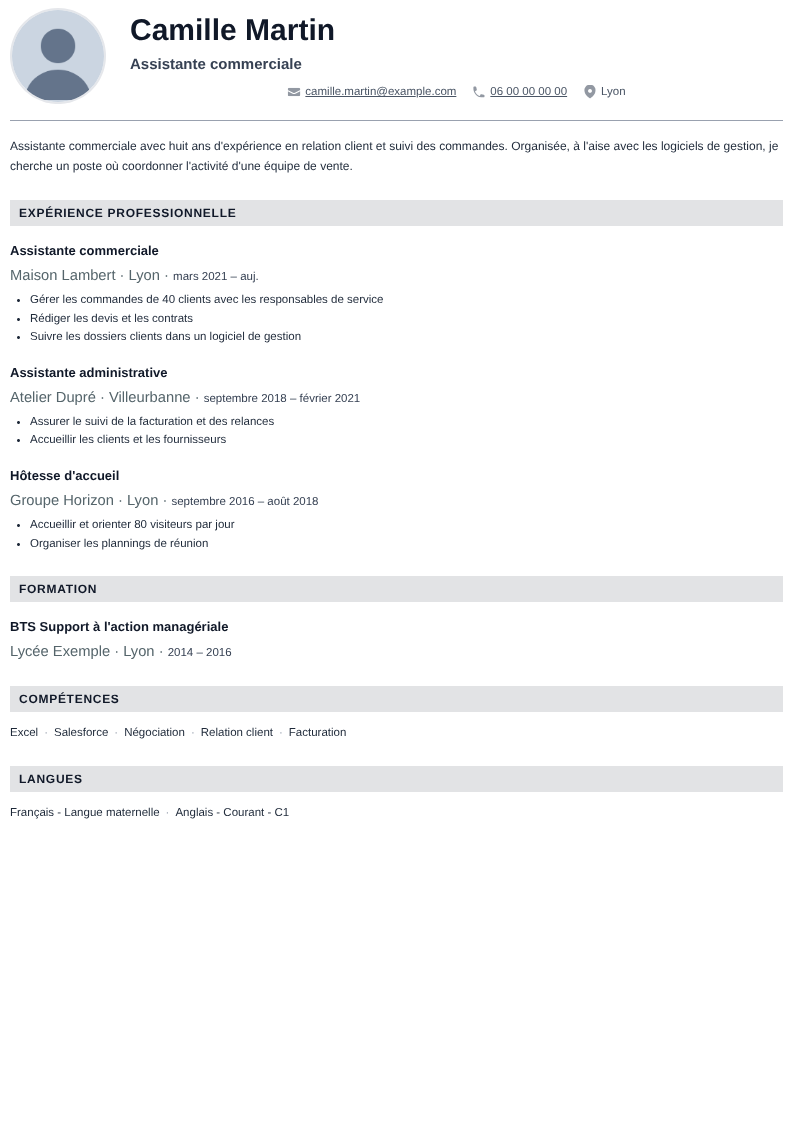 Camille Martin
Assistante commerciale
camille.martin@example.com 06 00 00 00 00 Lyon
Assistante commerciale avec huit ans d'expérience en relation client et suivi des commandes. Organisée, à l'aise avec les logiciels de gestion, je
cherche un poste où coordonner l'activité d'une équipe de vente.
EXPÉRIENCE PROFESSIONNELLE
Assistante commerciale
Maison Lambert · Lyon · mars 2021 – auj.
• Gérer les commandes de 40 clients avec les responsables de service
• Rédiger les devis et les contrats
• Suivre les dossiers clients dans un logiciel de gestion
Assistante administrative
Atelier Dupré · Villeurbanne · septembre 2018 – février 2021
• Assurer le suivi de la facturation et des relances
• Accueillir les clients et les fournisseurs
Hôtesse d'accueil
Groupe Horizon · Lyon · septembre 2016 – août 2018
• Accueillir et orienter 80 visiteurs par jour
• Organiser les plannings de réunion
FORMATION
BTS Support à l'action managériale
Lycée Exemple · Lyon · 2014 – 2016
COMPÉTENCES
Excel · Salesforce · Négociation · Relation client · Facturation
LANGUES
Français - Langue maternelle · Anglais - Courant - C1